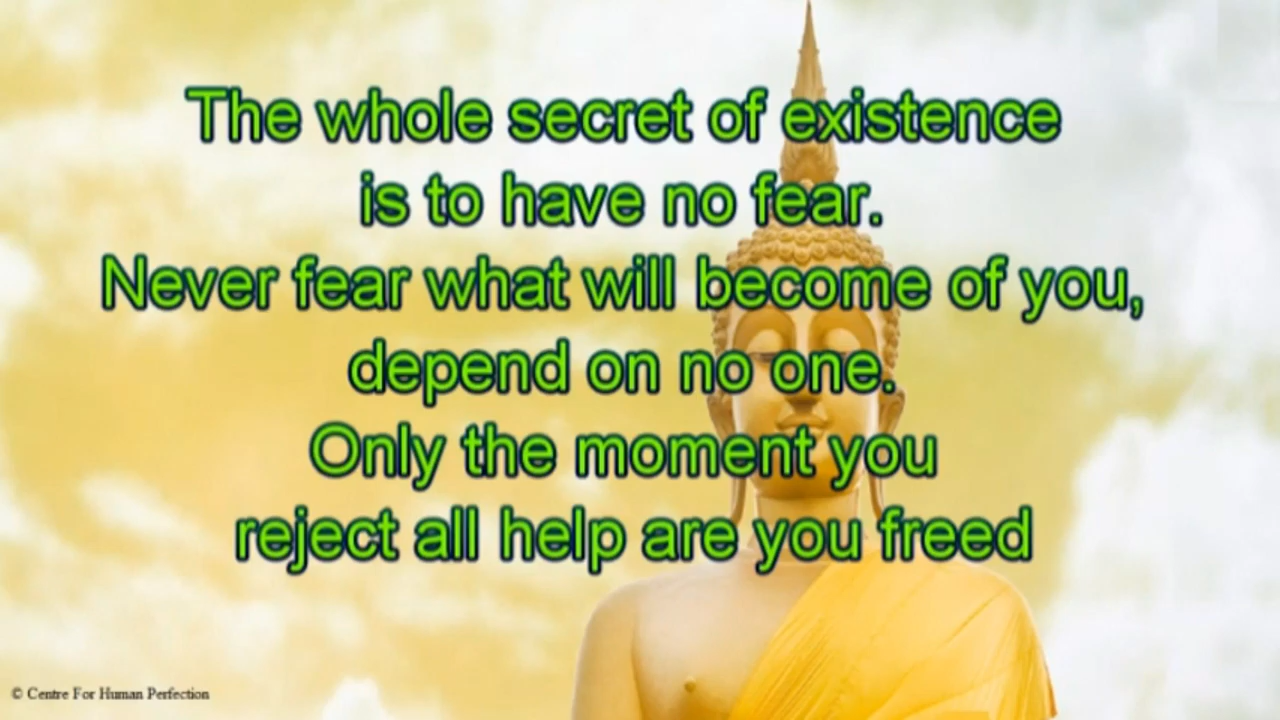 The whole secret of existence
is to have no fear.
Never fear what will become of you,
depend on no one.
Only the moment you
reject all help are you freed
© Centre For Human Perfection